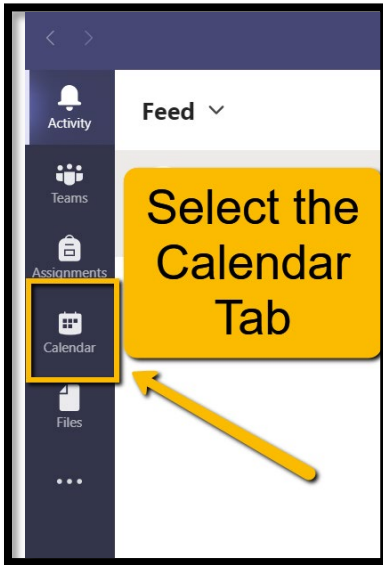 Activity
Feed
Teams
Select the
Calendar
Tab
Assignments
Calendar
Files